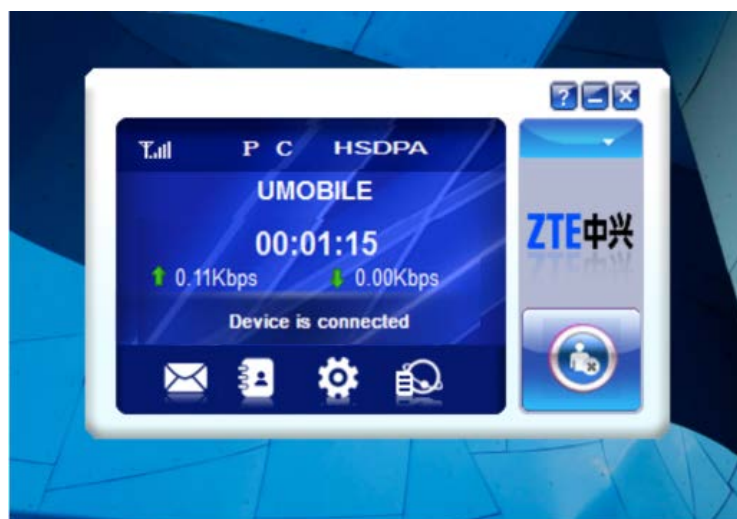 ?
P C HSDPA
UMOBILE
00:01:15
0.11Kbps 0.00Kbps
Device is connected
ZTE中兴